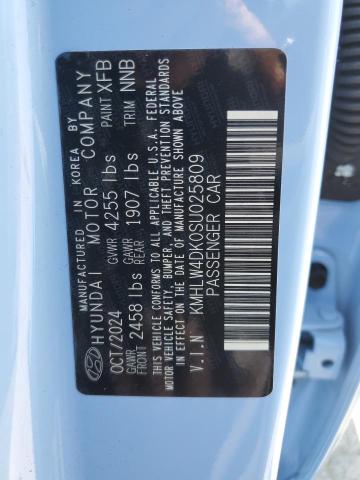 MANUFACTURED IN KOREA BY
HYUNDAI MOTOR COMPANY
PAINT XFB
OCT/2024 GVWR 4255 lbs TRIM NNB
GAWR FRONT 2458 lbs GAWR REAR 1907 lbs
THIS VEHICLE CONFORMS TO ALL APPLICABLE U.S.A. FEDERAL
MOTOR VEHICLE SAFETY, BUMPER, AND THEFT PREVENTION STANDARDS
IN EFFECT ON THE DATE OF MANUFACTURE SHOWN ABOVE.
V.I.N KMHLW4DK0SU025809
PASSENGER CAR